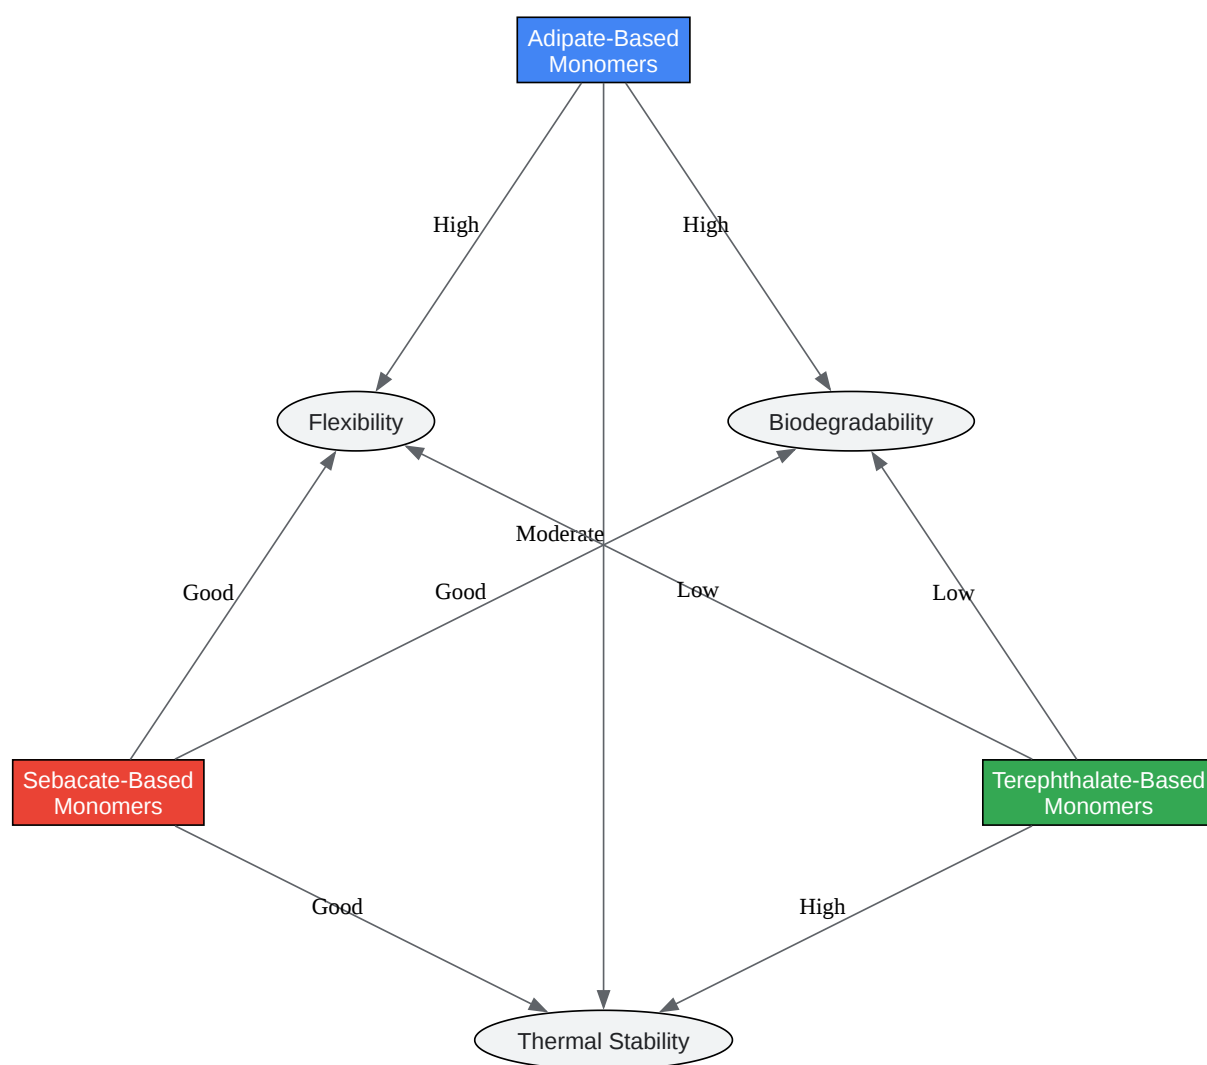 Adipate-Based
Monomers
High
High
Flexibility
Biodegradability
Moderate
Good
Good
Low
Low
Sebacate-Based
Monomers
Terephthalate-Based
Monomers
Good
High
Thermal Stability